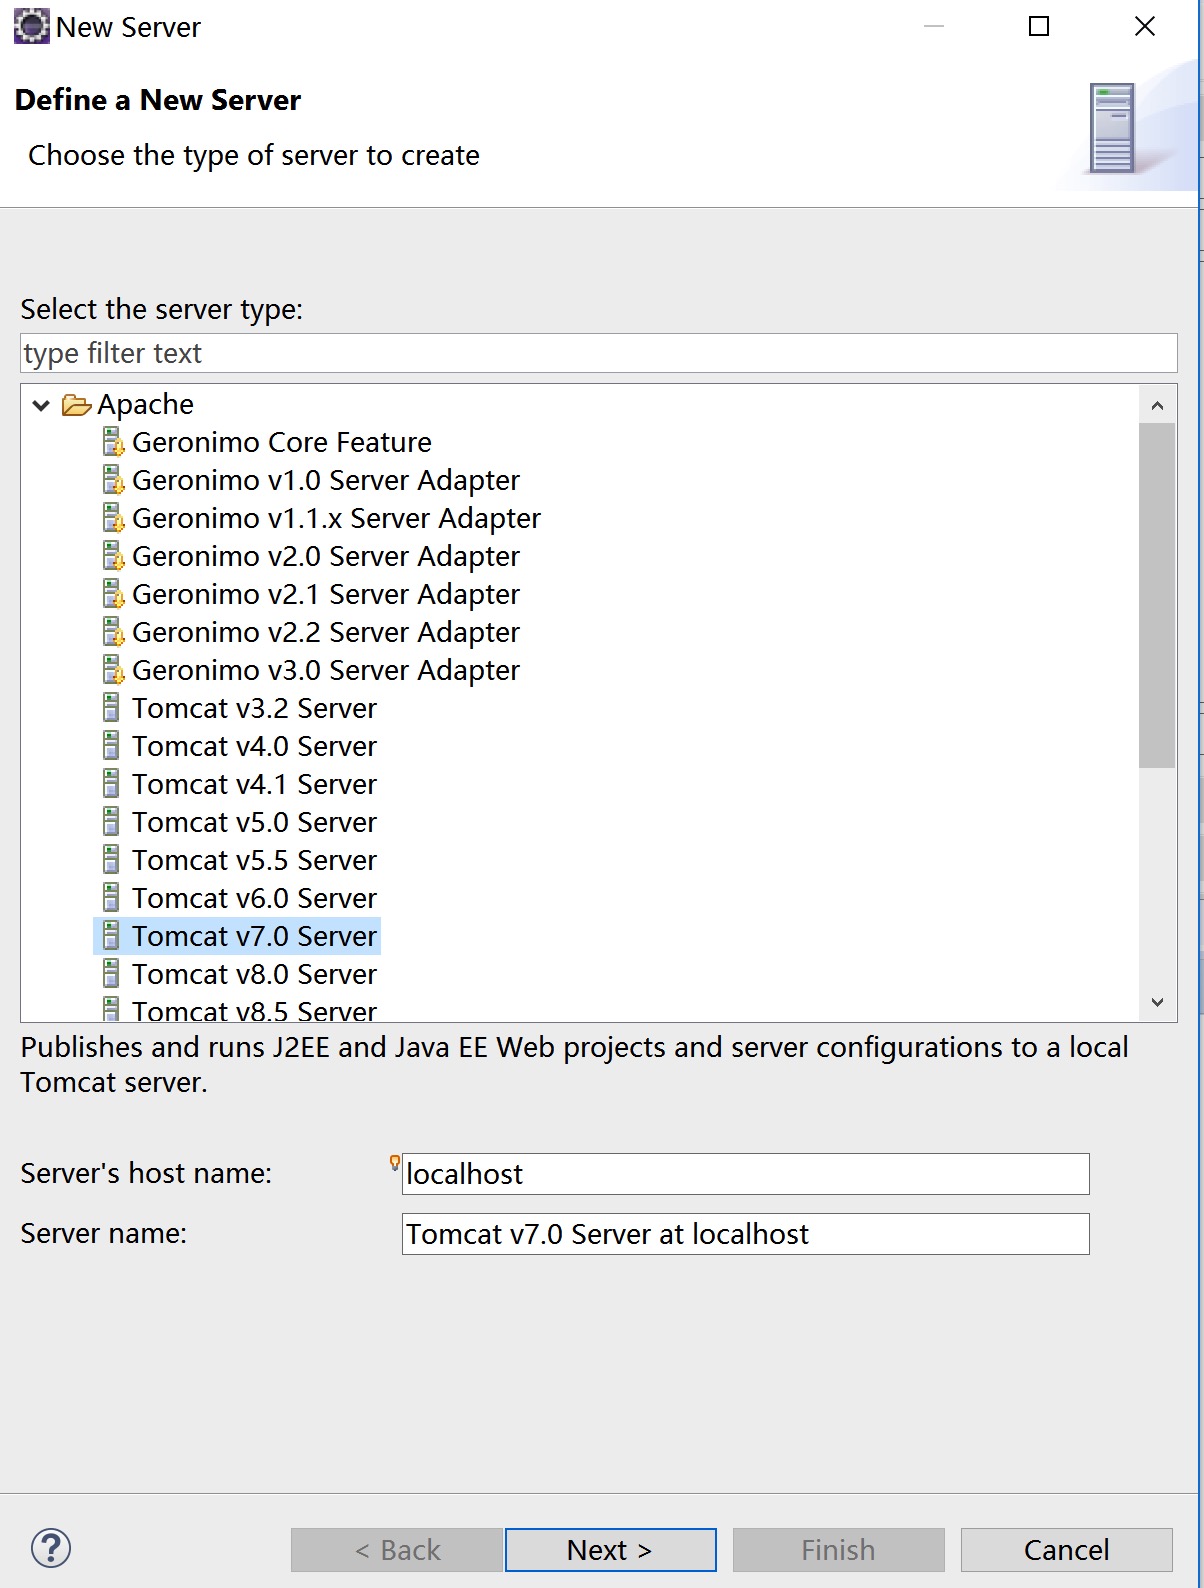 New Server
Define a New Server
Choose the type of server to create
Select the server type:
type filter text
Apache
Geronimo Core Feature
Geronimo v1.0 Server Adapter
Geronimo v1.1.x Server Adapter
Geronimo v2.0 Server Adapter
Geronimo v2.1 Server Adapter
Geronimo v2.2 Server Adapter
Geronimo v3.0 Server Adapter
Tomcat v3.2 Server
Tomcat v4.0 Server
Tomcat v4.1 Server
Tomcat v5.0 Server
Tomcat v5.5 Server
Tomcat v6.0 Server
Tomcat v7.0 Server
Tomcat v8.0 Server
Tomcat v8.5 Server
Publishes and runs J2EE and Java EE Web projects and server configurations to a local
Tomcat server.
Server's host name:
localhost
Server name:
Tomcat v7.0 Server at localhost
?
< Back
Next >
Finish
Cancel